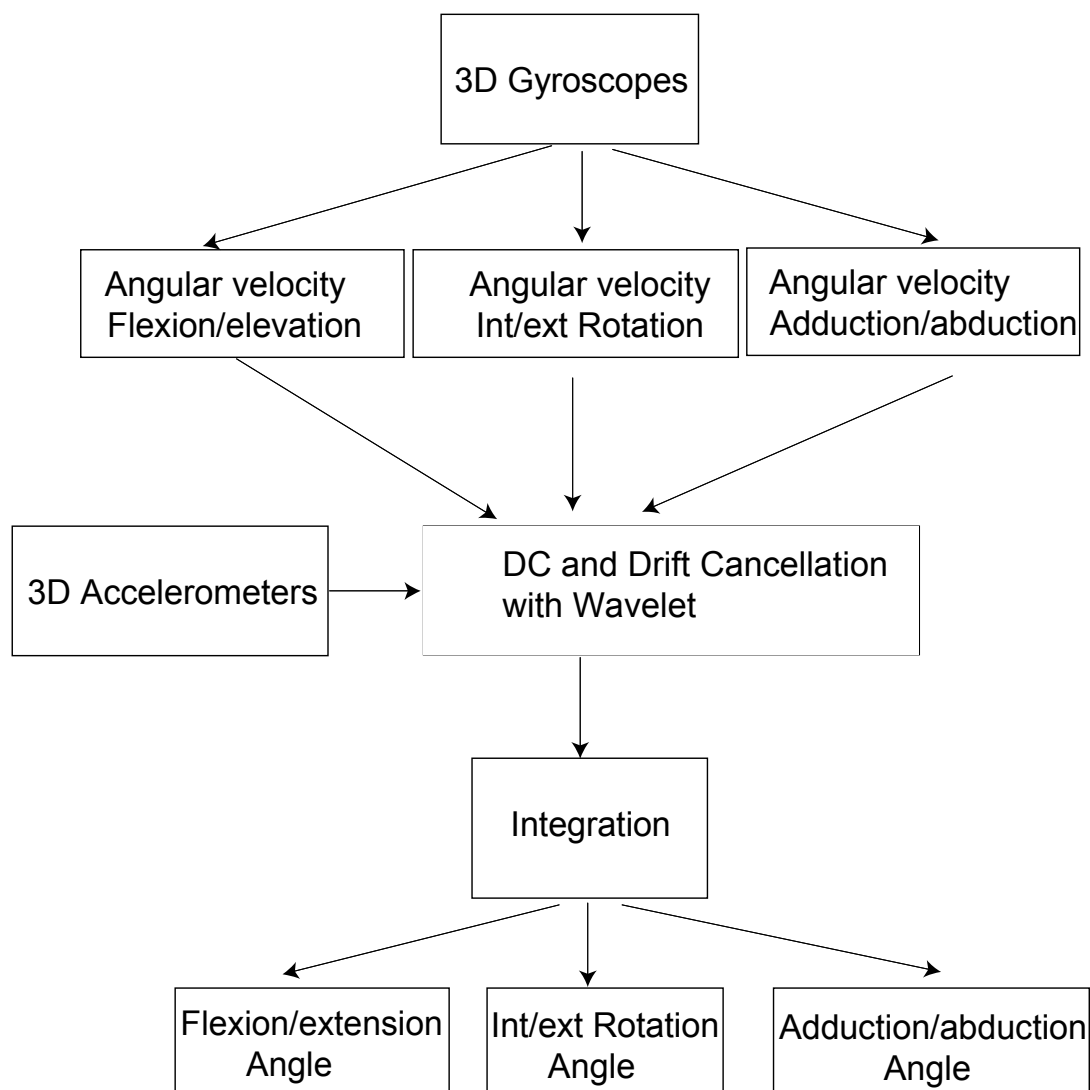 3D Gyroscopes
Angular velocity
Flexion/elevation
Angular velocity
Int/ext Rotation
Angular velocity
Adduction/abduction
3D Accelerometers
DC and Drift Cancellation
with Wavelet
Integration
Flexion/extension
Angle
Int/ext Rotation
Angle
Adduction/abduction
Angle